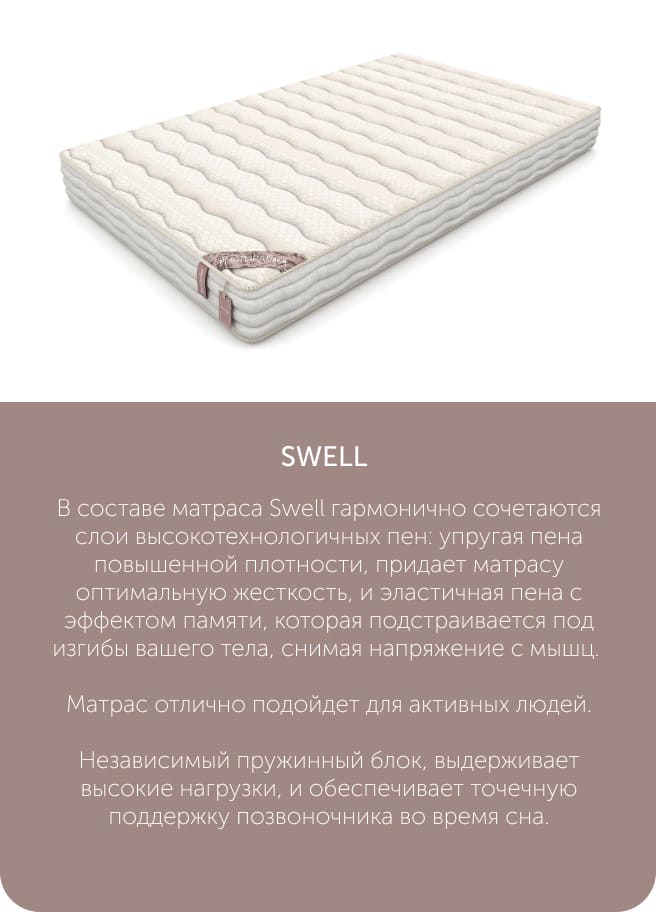 SWELL
В составе матраса Swell гармонично сочетаются
слои высокотехнологичных пен: упругая пена
повышенной плотности, придает матрасу
оптимальную жесткость, и эластичная пена с
эффектом памяти, которая подстраивается под
изгибы вашего тела, снимая напряжение с мышц.
Матрас отлично подойдет для активных людей.
Независимый пружинный блок, выдерживает
высокие нагрузки, и обеспечивает точечную
поддержку позвоночника во время сна.